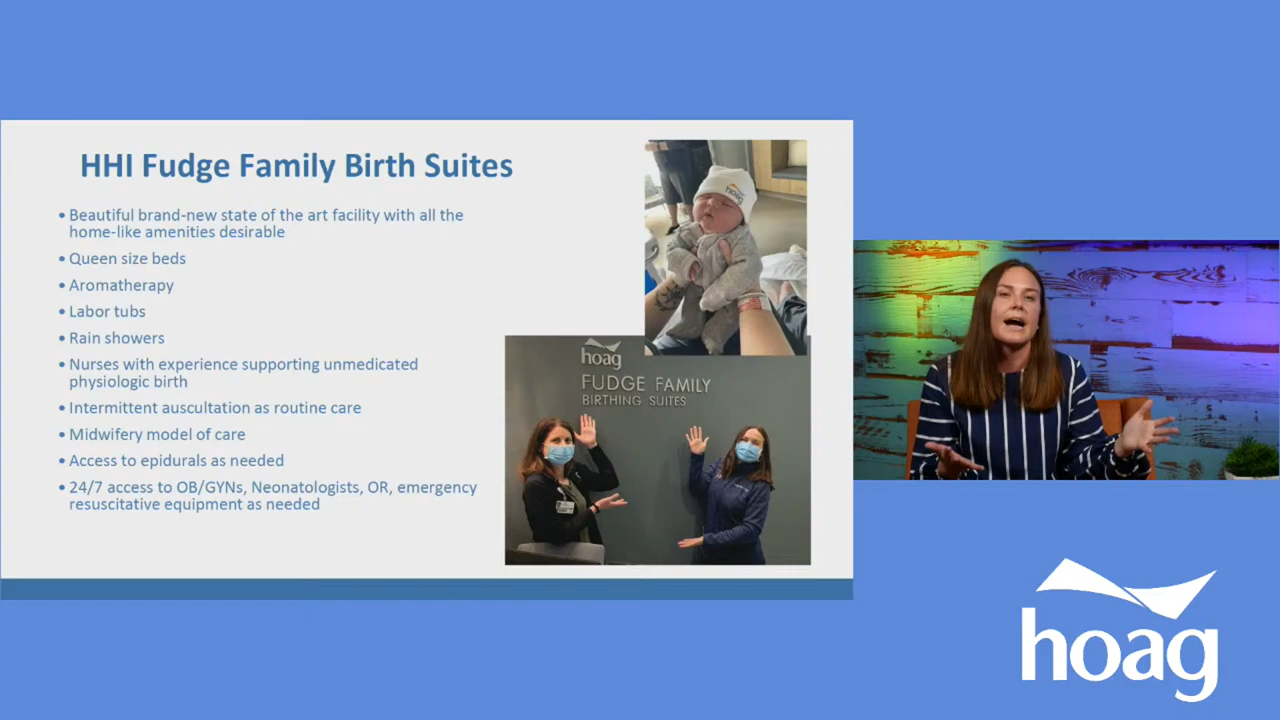 HHI Fudge Family Birth Suites
• Beautiful brand-new state of the art facility with all the
home-like amenities desirable
• Queen size beds
• Aromatherapy
• Labor tubs
• Rain showers
• Nurses with experience supporting unmedicated
physiologic birth
• Intermittent auscultation as routine care
• Midwifery model of care
• Access to epidurals as needed
• 24/7 access to OB/GYNs, Neonatologists, OR, emergency
resuscitative equipment as needed
hoag
hoag
FUDGE FAMILY
BIRTHING SUITES
hoag